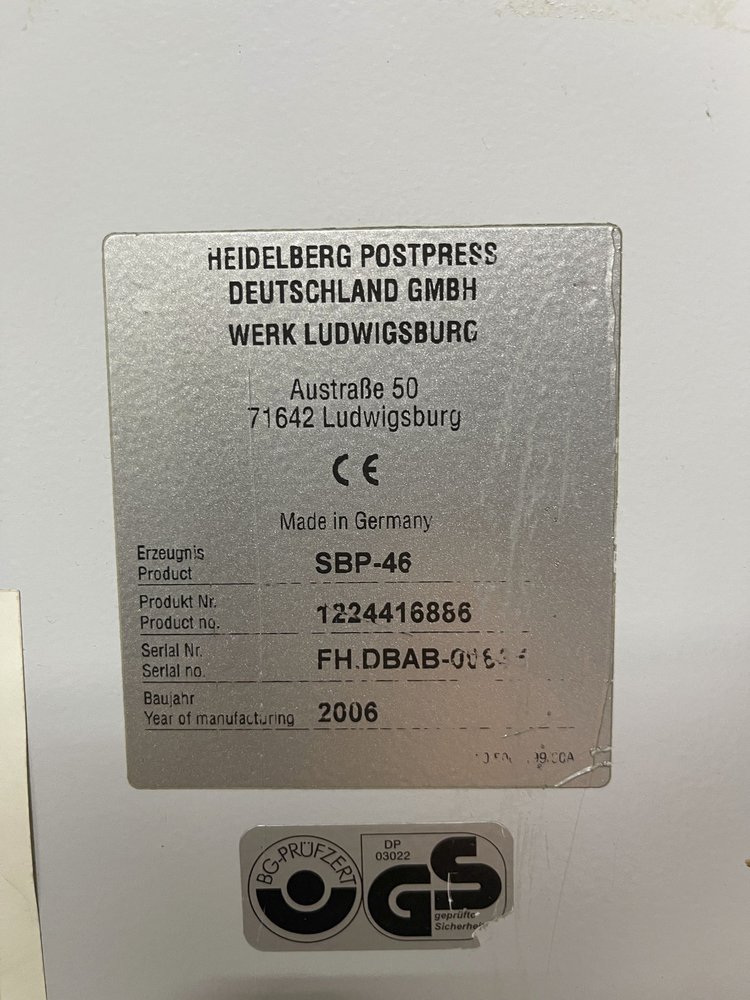 HEIDELBERG POSTPRESS
DEUTSCHLAND GMBH
WERK LUDWIGSBURG
Austraße 50
71642 Ludwigsburg
CE
Made in Germany
Erzeugnis
Product SBP-46
Produkt Nr.
Product no. 1224416886
Serial Nr.
Serial no.
Baujahr
Year of manufacturing 2006
BG-PRÜFZERT
DP
03022
GS
geprüfte